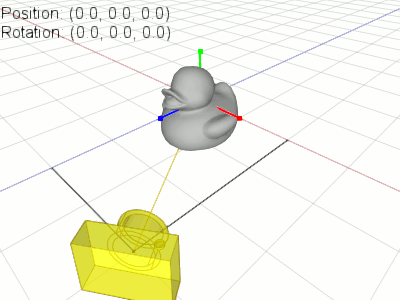 Position: (0.0, 0.0, 0.0)
Rotation: (0.0, 0.0, 0.0)